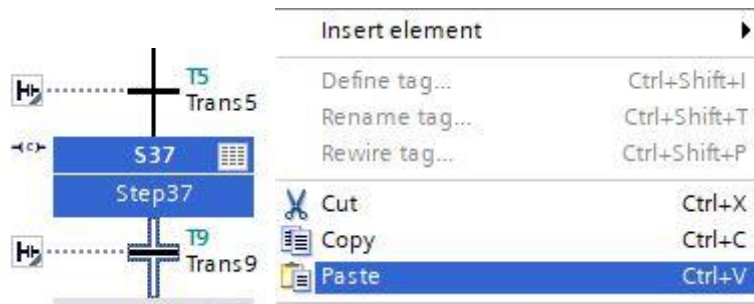 T5
Trans5
S37
Step37
T9
Trans9
Insert element
Define tag... Ctrl+Shift+I
Rename tag... Ctrl+Shift+T
Rewire tag... Ctrl+Shift+P
Cut Ctrl+X
Copy Ctrl+C
Paste Ctrl+V